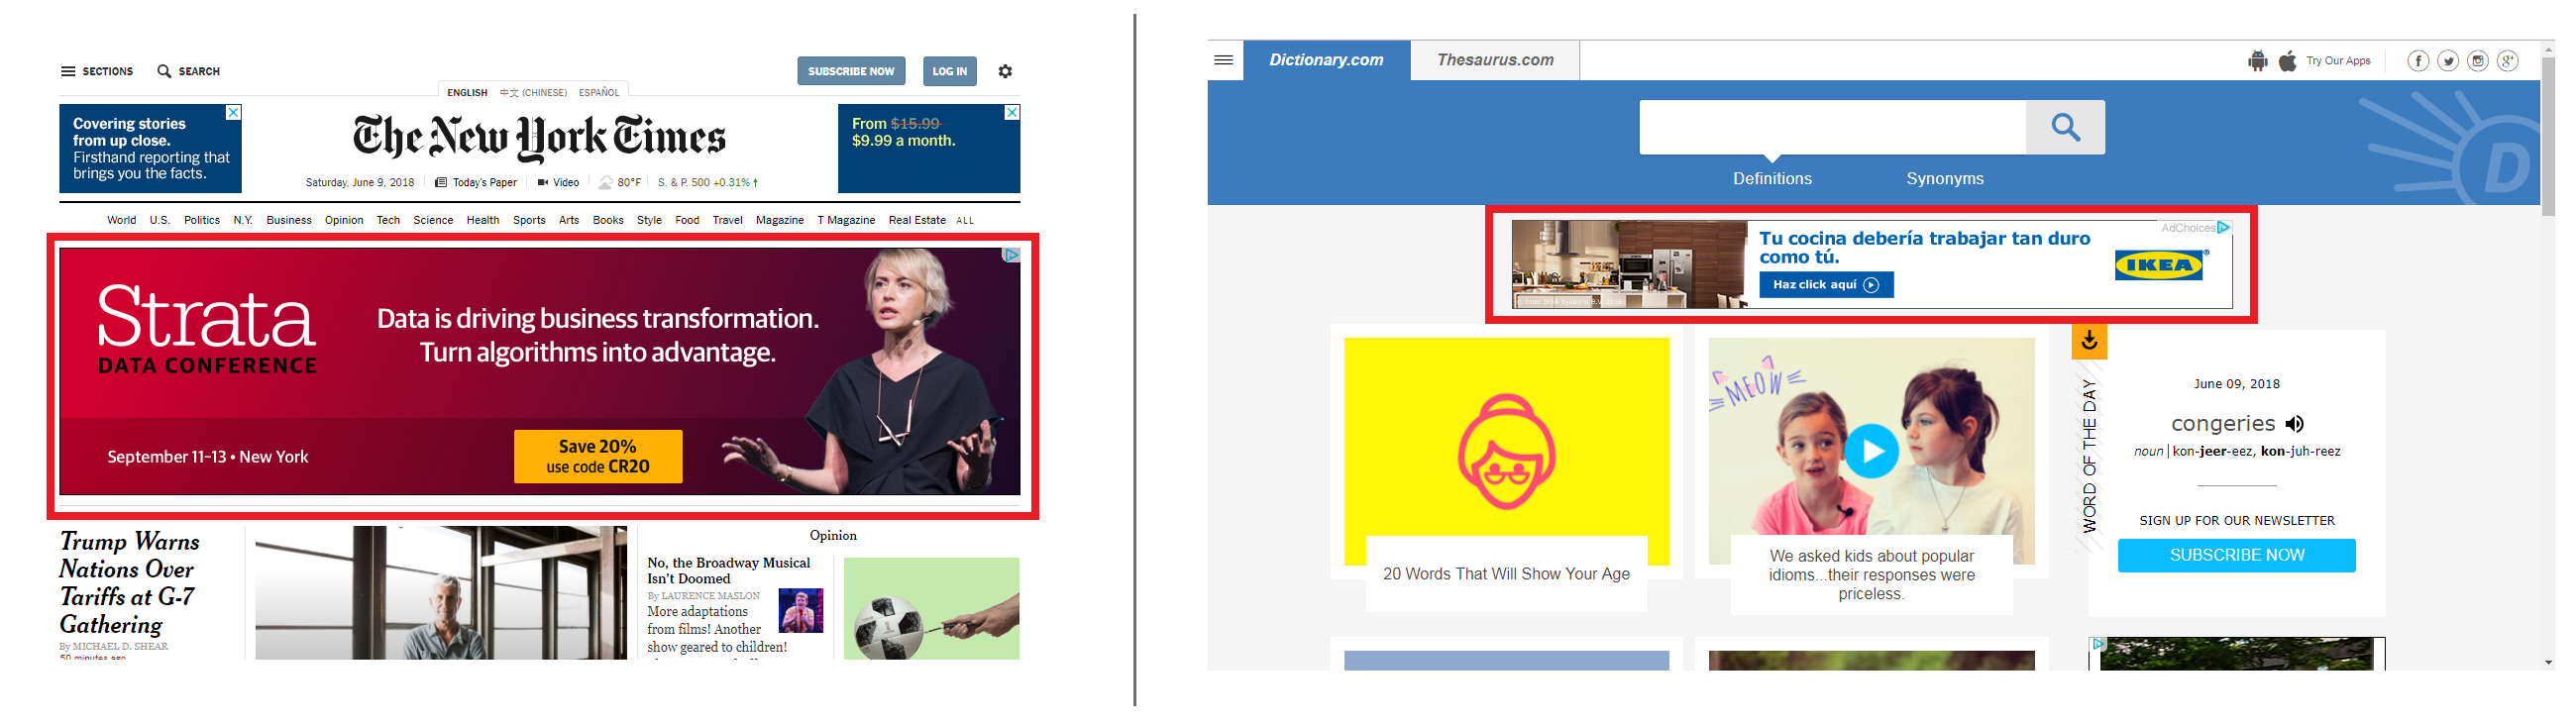 SECTIONS
SEARCH
SUBSCRIBE NOW
LOG IN
ENGLISH
中文 (CHINESE)
ESPAÑOL
Covering stories
from up close.
Firsthand reporting that
brings you the facts.
The New York Times
From $15.99
$9.99 a month.
Saturday, June 9, 2018
Today's Paper
Video
80°F
S. & P. 500 +0.31% ↑
World U.S. Politics N.Y. Business Opinion Tech Science Health Sports Arts Books Style Food Travel Magazine T Magazine Real Estate ALL
Strata
DATA CONFERENCE
Data is driving business transformation.
Turn algorithms into advantage.
September 11–13 • New York
Save 20%
use code CR20
Trump Warns
Nations Over
Tariffs at G-7
Gathering
By MICHAEL D. SHEAR
50 minutes ago
Opinion
No, the Broadway Musical
Isn't Doomed
By LAURENCE MASLON
More adaptations
from films! Another
show geared to children!
Dictionary.com
Thesaurus.com
Try Our Apps
Definitions
Synonyms
D
AdChoices
Tu cocina debería trabajar tan duro
como tú.
Haz click aquí
IKEA
MEOW
20 Words That Will Show Your Age
We asked kids about popular
idioms...their responses were
priceless.
WORD OF THE DAY
June 09, 2018
congeries
noun | kon-jeer-eez, kon-juh-reez
SIGN UP FOR OUR NEWSLETTER
SUBSCRIBE NOW